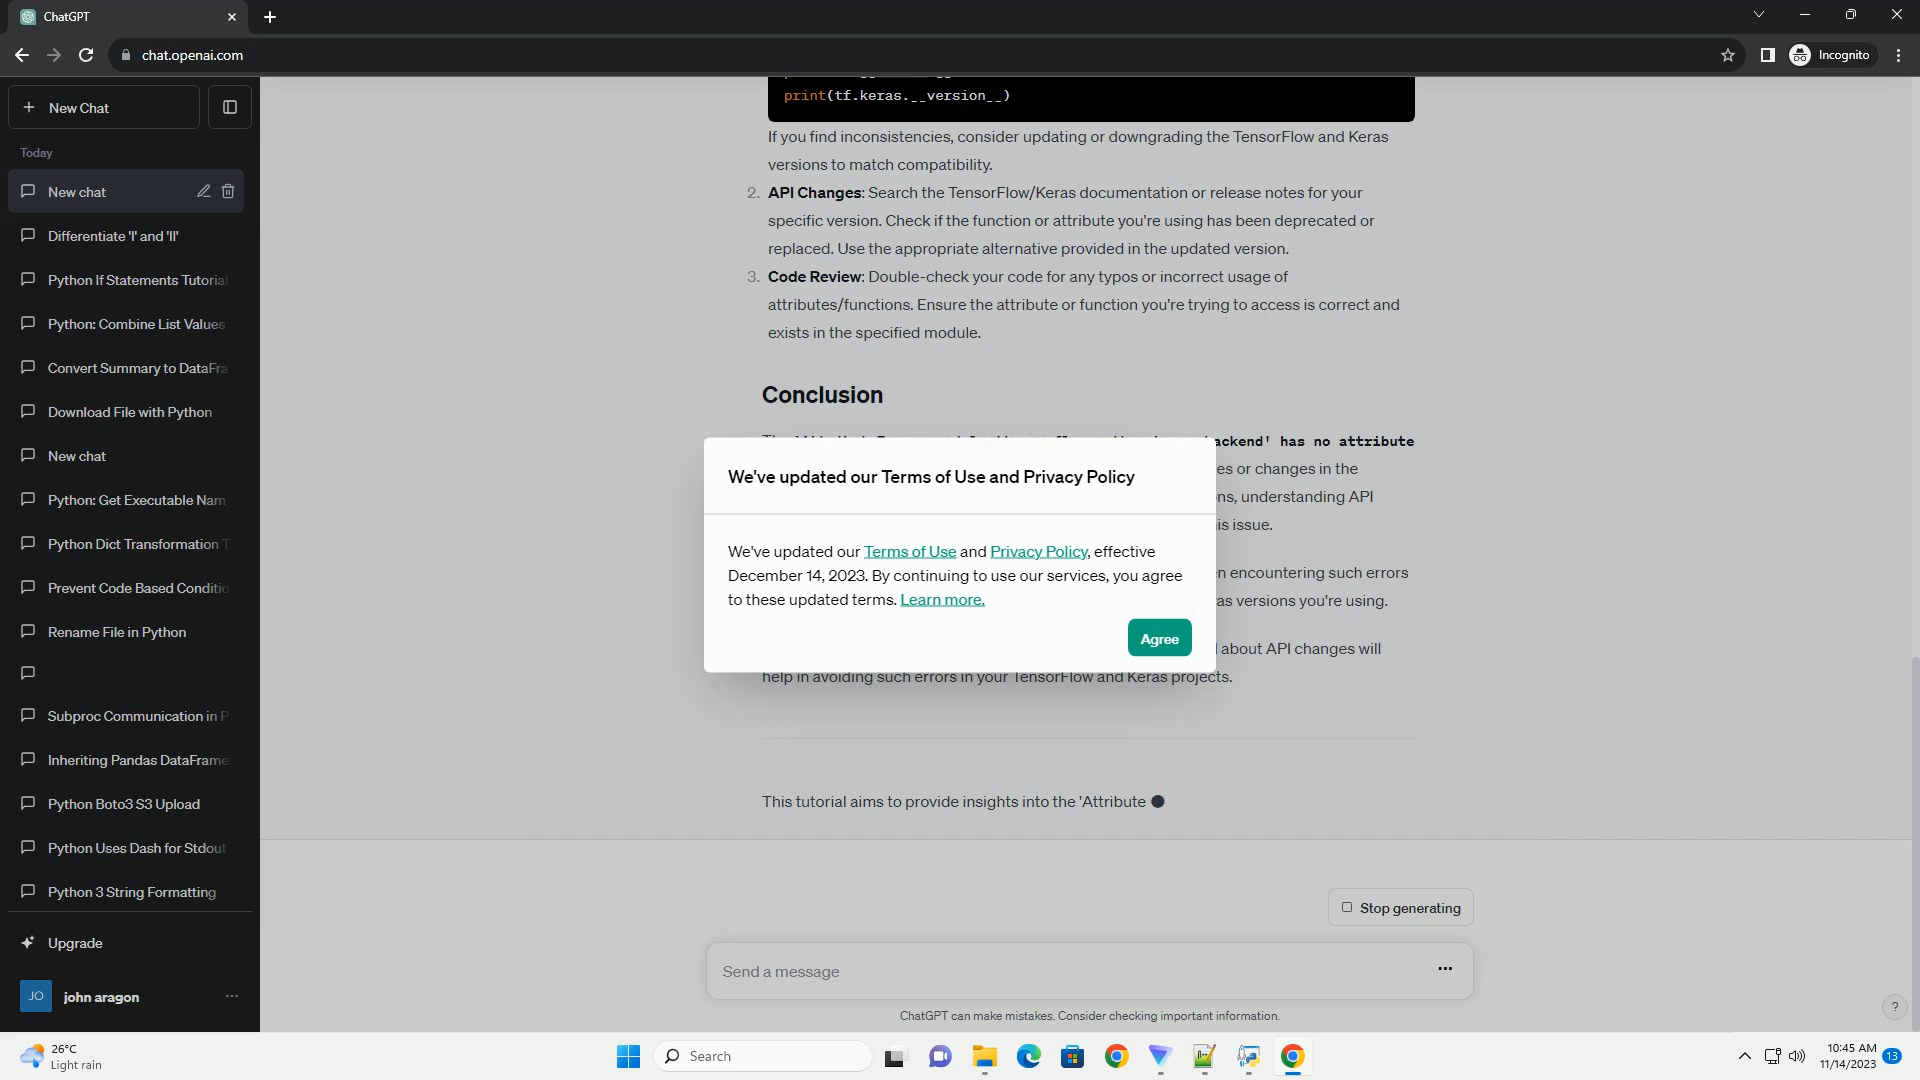 ChatGPT
chat.openai.com
Incognito
New Chat
Today
New chat
Differentiate 'l' and 'll'
Python If Statements Tutorial
Python: Combine List Values
Convert Summary to DataFra
Download File with Python
New chat
Python: Get Executable Nam
Python Dict Transformation T
Prevent Code Based Conditio
Rename File in Python
Subproc Communication in P
Inheriting Pandas DataFrame
Python Boto3 S3 Upload
Python Uses Dash for Stdout
Python 3 String Formatting
Upgrade
JO
john aragon
print(tf.keras.__version__)
If you find inconsistencies, consider updating or downgrading the TensorFlow and Keras
versions to match compatibility.
2. API Changes: Search the TensorFlow/Keras documentation or release notes for your
specific version. Check if the function or attribute you're using has been deprecated or
replaced. Use the appropriate alternative provided in the updated version.
3. Code Review: Double-check your code for any typos or incorrect usage of
attributes/functions. Ensure the attribute or function you're trying to access is correct and
exists in the specified module.
Conclusion
ackend' has no attribute
es or changes in the
ns, understanding API
is issue.
n encountering such errors
as versions you're using.
about API changes will
help in avoiding such errors in your TensorFlow and Keras projects.
We've updated our Terms of Use and Privacy Policy
We've updated our Terms of Use and Privacy Policy, effective
December 14, 2023. By continuing to use our services, you agree
to these updated terms. Learn more.
Agree
This tutorial aims to provide insights into the 'Attribute
Stop generating
Send a message
ChatGPT can make mistakes. Consider checking important information.
?
26°C
Light rain
Search
10:45 AM
11/14/2023
13